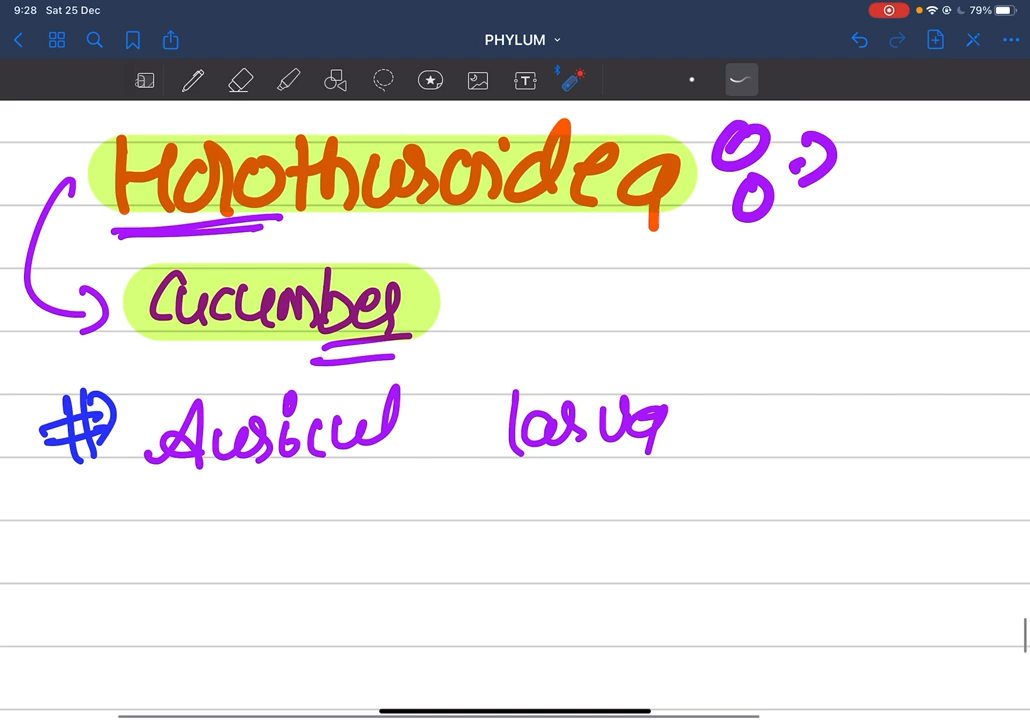 9:28 Sat 25 Dec
79%
PHYLUM
T
Holothuroidea
Cucumber
# Auricul larva